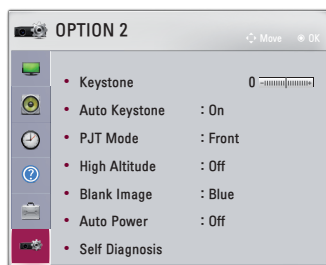 OPTION 2
Move OK
• Keystone 0
• Auto Keystone : On
• PJT Mode : Front
• High Altitude : Off
• Blank Image : Blue
• Auto Power : Off
• Self Diagnosis